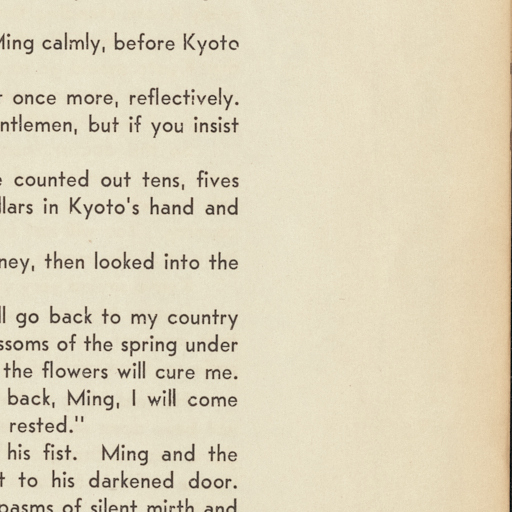 Ming calmly, before Kyoto
once more, reflectively.
ntlemen, but if you insist
counted out tens, fives
llars in Kyoto's hand and
ney, then looked into the
ll go back to my country
ssoms of the spring under
the flowers will cure me.
back, Ming, I will come
rested."
his fist. Ming and the
t to his darkened door.
pasms of silent mirth and